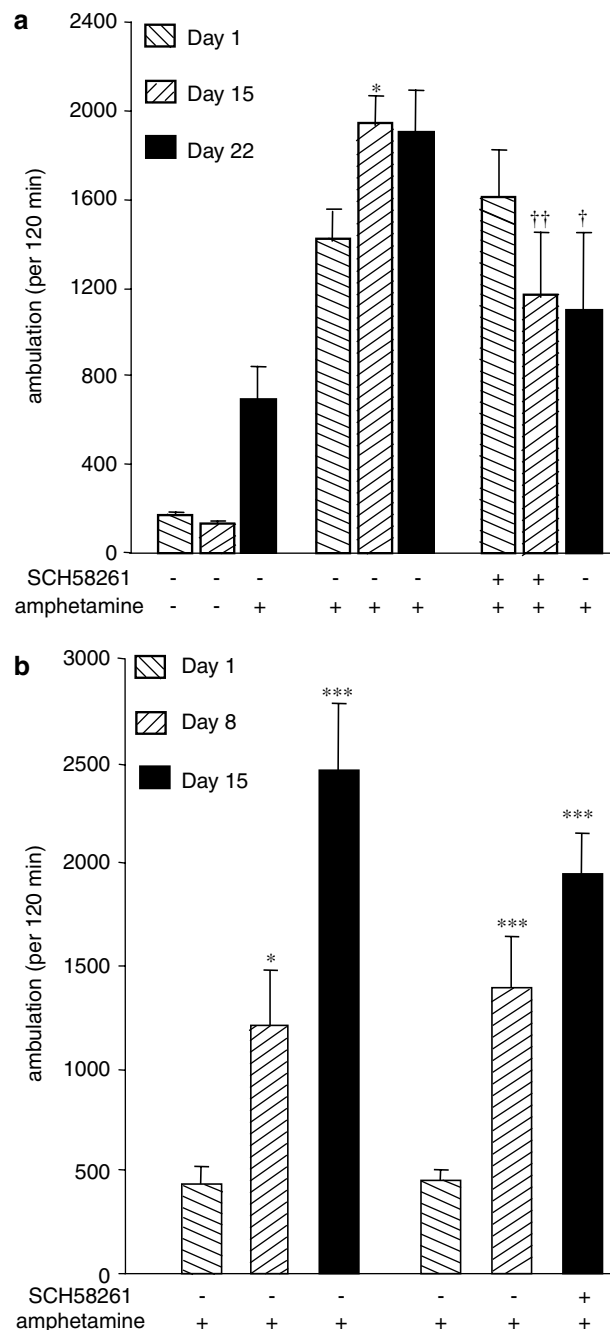 a
2400
2000
1600
1200
800
400
0
ambulation (per 120 min)
Day 1
Day 15
Day 22
*
††
†
SCH58261 - - - - - - + + -
amphetamine - - + + + + + + +
b
3000
2500
2000
1500
1000
500
0
ambulation (per 120 min)
Day 1
Day 8
Day 15
*
***
***
***
SCH58261 - - - - - +
amphetamine + + + + + +